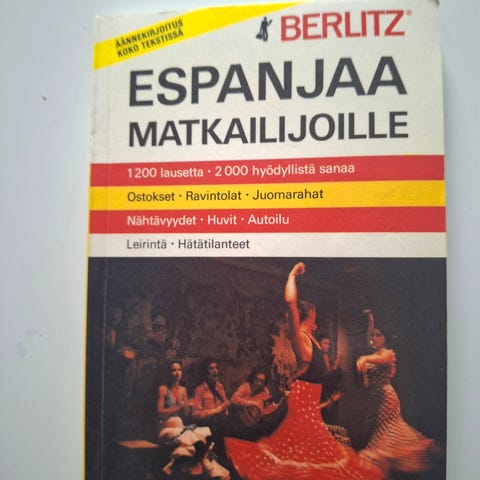 ÄÄNNEKIRJOITUS
KOKO TEKSTISSÄ
BERLITZ®
ESPANJAA
MATKAILIJOILLE
1200 lausetta · 2000 hyödyllistä sanaa
Ostokset · Ravintolat · Juomarahat
Nähtävyydet · Huvit · Autoilu
Leirintä · Hätätilanteet